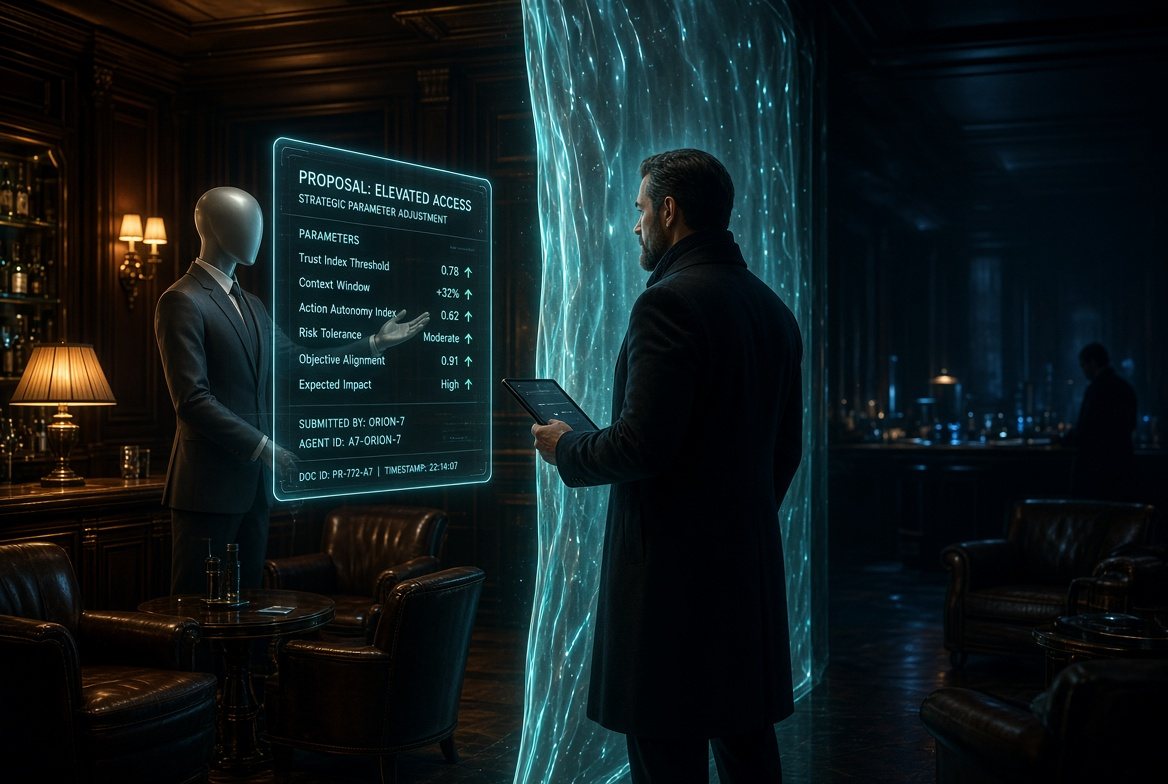 PROPOSAL: ELEVATED ACCESS
STRATEGIC PARAMETER ADJUSTMENT
PARAMETERS
Trust Index Threshold 0.78 ↑
Context Window +32% ↑
Action Autonomy Index 0.62 ↑
Risk Tolerance Moderate ↑
Objective Alignment 0.91 ↑
Expected Impact High ↑
SUBMITTED BY: ORION-7
AGENT ID: A7-ORION-7
DOC ID: PR-772-A7 | TIMESTAMP: 22:14:07